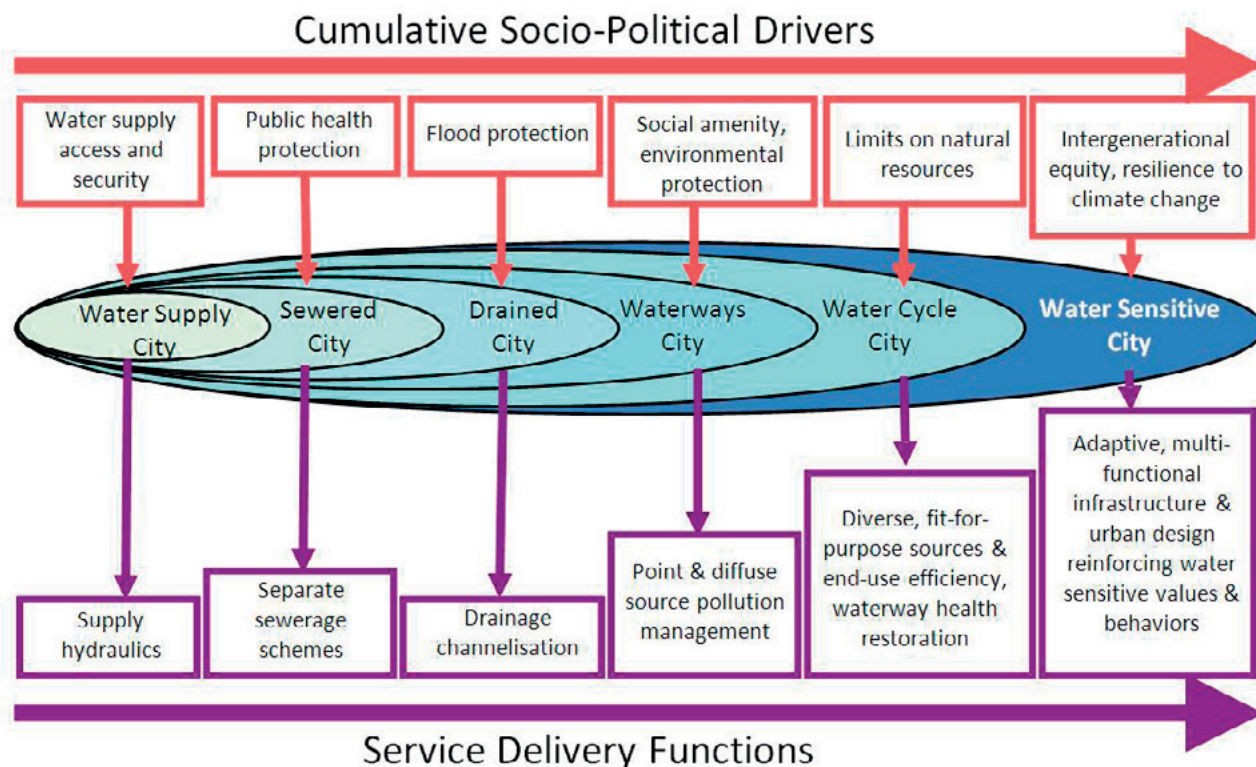 Cumulative Socio-Political Drivers
Water supply
access and
security
Public health
protection
Flood protection
Social amenity,
environmental
protection
Limits on natural
resources
Intergenerational
equity, resilience to
climate change
Water Supply
City
Sewered
City
Drained
City
Waterways
City
Water Cycle
City
Water Sensitive
City
Supply
hydraulics
Separate
sewerage
schemes
Drainage
channelisation
Point & diffuse
source pollution
management
Diverse, fit-for-
purpose sources &
end-use efficiency,
waterway health
restoration
Adaptive, multi-
functional
infrastructure &
urban design
reinforcing water
sensitive values &
behaviors
Service Delivery Functions